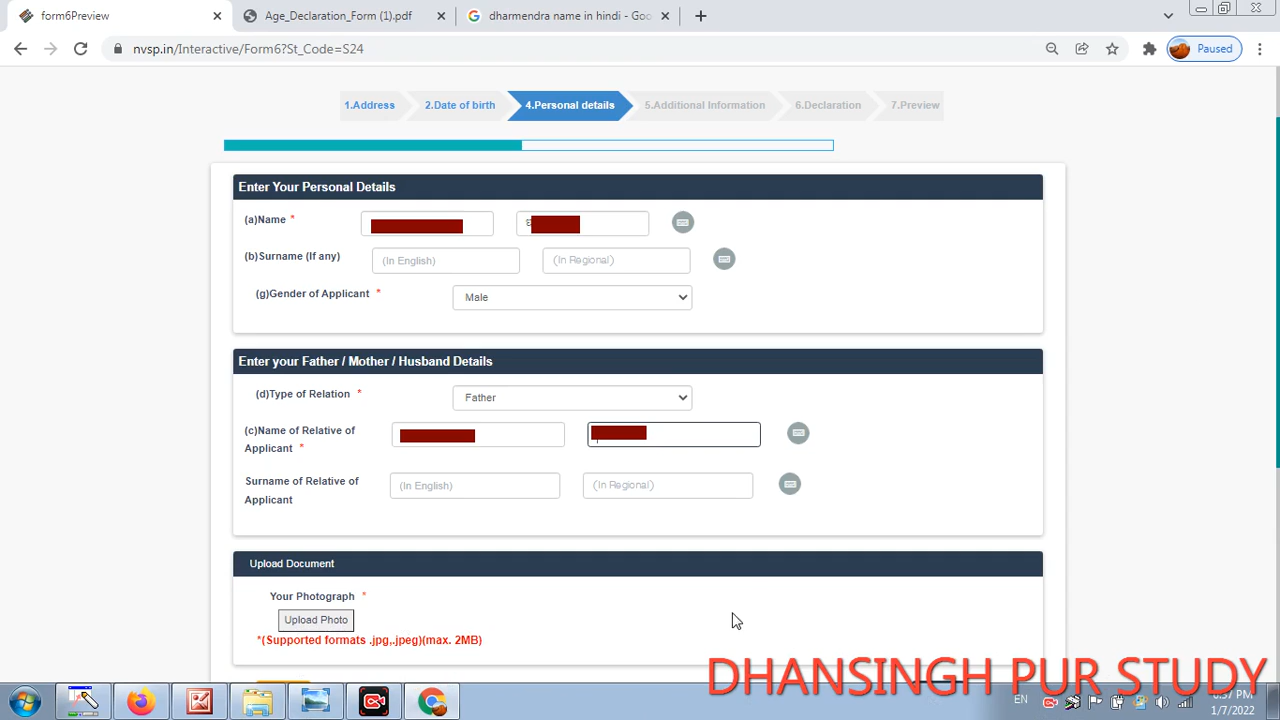 form6Preview
Age_Declaration_Form (1).pdf
dharmendra name in hindi - Goo
nvsp.in/Interactive/Form6?St_Code=S24
Paused
1.Address 2.Date of birth 4.Personal details 5.Additional Information 6.Declaration 7.Preview
Enter Your Personal Details
(a)Name *
(b)Surname (If any) (In English) (In Regional)
(g)Gender of Applicant * Male
Enter your Father / Mother / Husband Details
(d)Type of Relation * Father
(c)Name of Relative of
Applicant *
Surname of Relative of
Applicant
(In English) (In Regional)
Upload Document
Your Photograph *
Upload Photo
*(Supported formats .jpg,.jpeg)(max. 2MB)
DHANSINGH PUR STUDY
EN
1/7/2022